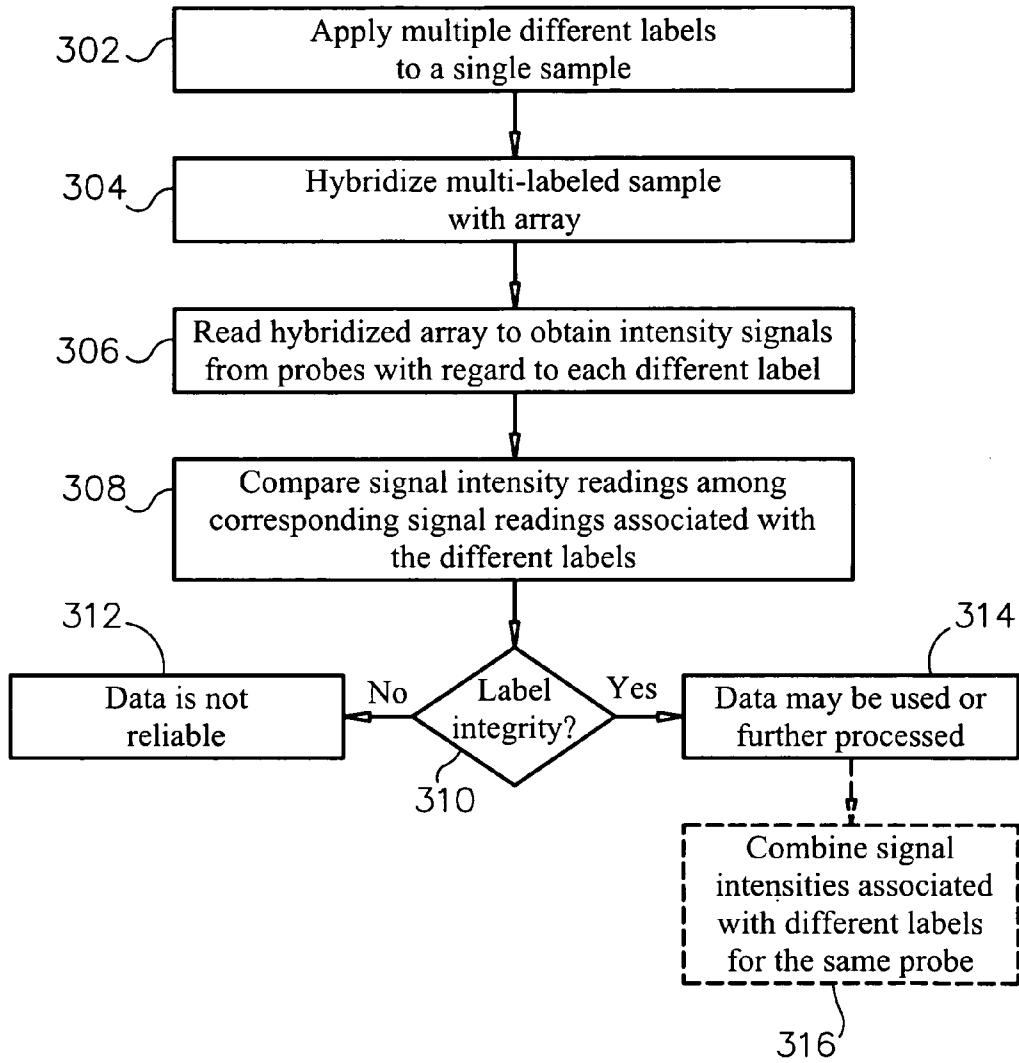 302
Apply multiple different labels
to a single sample
304
Hybridize multi-labeled sample
with array
306
Read hybridized array to obtain intensity signals
from probes with regard to each different label
308
Compare signal intensity readings among
corresponding signal readings associated with
the different labels
312
314
Data is not
reliable
No
Label
integrity?
Yes
310
Data may be used or
further processed
Combine signal
intensities associated
with different labels
for the same probe
316